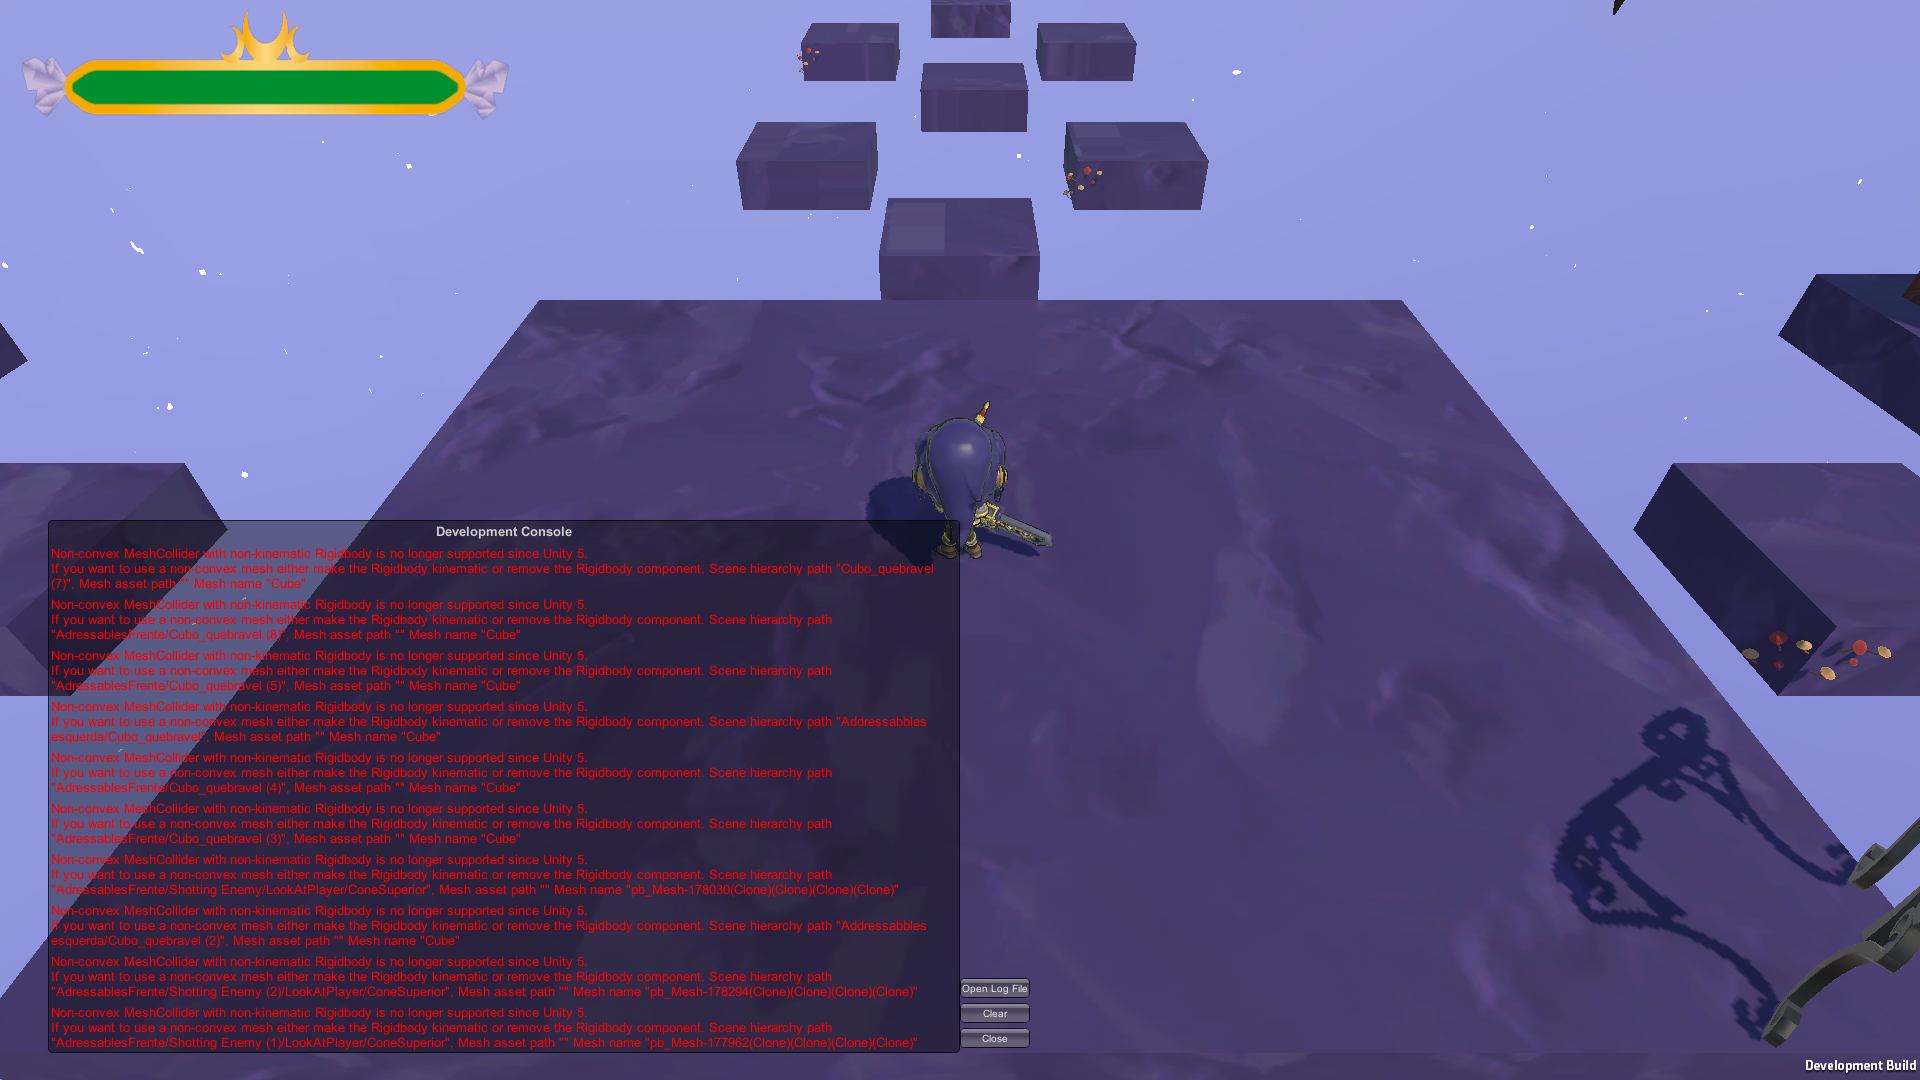 Development Console
Non-convex MeshCollider with non-kinematic Rigidbody is no longer supported since Unity 5.
If you want to use a non-convex mesh either make the Rigidbody kinematic or remove the Rigidbody component. Scene hierarchy path "Cubo_quebravel
(7)", Mesh asset path "" Mesh name "Cube"
Non-convex MeshCollider with non-kinematic Rigidbody is no longer supported since Unity 5.
If you want to use a non-convex mesh either make the Rigidbody kinematic or remove the Rigidbody component. Scene hierarchy path
"AdressablesFrente/Cubo_quebravel (8)", Mesh asset path "" Mesh name "Cube"
Non-convex MeshCollider with non-kinematic Rigidbody is no longer supported since Unity 5.
If you want to use a non-convex mesh either make the Rigidbody kinematic or remove the Rigidbody component. Scene hierarchy path
"AdressablesFrente/Cubo_quebravel (5)", Mesh asset path "" Mesh name "Cube"
Non-convex MeshCollider with non-kinematic Rigidbody is no longer supported since Unity 5.
If you want to use a non-convex mesh either make the Rigidbody kinematic or remove the Rigidbody component. Scene hierarchy path "Addressabbles
esquerda/Cubo_quebravel", Mesh asset path "" Mesh name "Cube"
Non-convex MeshCollider with non-kinematic Rigidbody is no longer supported since Unity 5.
If you want to use a non-convex mesh either make the Rigidbody kinematic or remove the Rigidbody component. Scene hierarchy path
"AdressablesFrente/Cubo_quebravel (4)", Mesh asset path "" Mesh name "Cube"
Non-convex MeshCollider with non-kinematic Rigidbody is no longer supported since Unity 5.
If you want to use a non-convex mesh either make the Rigidbody kinematic or remove the Rigidbody component. Scene hierarchy path
"AdressablesFrente/Cubo_quebravel (3)", Mesh asset path "" Mesh name "Cube"
Non-convex MeshCollider with non-kinematic Rigidbody is no longer supported since Unity 5.
If you want to use a non-convex mesh either make the Rigidbody kinematic or remove the Rigidbody component. Scene hierarchy path
"AdressablesFrente/Shotting Enemy/LookAtPlayer/ConeSuperior", Mesh asset path "" Mesh name "pb_Mesh-178030(Clone)(Clone)(Clone)(Clone)"
Non-convex MeshCollider with non-kinematic Rigidbody is no longer supported since Unity 5.
If you want to use a non-convex mesh either make the Rigidbody kinematic or remove the Rigidbody component. Scene hierarchy path "Addressabbles
esquerda/Cubo_quebravel (2)", Mesh asset path "" Mesh name "Cube"
Non-convex MeshCollider with non-kinematic Rigidbody is no longer supported since Unity 5.
If you want to use a non-convex mesh either make the Rigidbody kinematic or remove the Rigidbody component. Scene hierarchy path
"AdressablesFrente/Shotting Enemy (2)/LookAtPlayer/ConeSuperior", Mesh asset path "" Mesh name "pb_Mesh-178294(Clone)(Clone)(Clone)(Clone)"
Non-convex MeshCollider with non-kinematic Rigidbody is no longer supported since Unity 5.
If you want to use a non-convex mesh either make the Rigidbody kinematic or remove the Rigidbody component. Scene hierarchy path
"AdressablesFrente/Shotting Enemy (1)/LookAtPlayer/ConeSuperior", Mesh asset path "" Mesh name "pb_Mesh-177962(Clone)(Clone)(Clone)(Clone)"
Open Log File
Clear
Close
Development Build